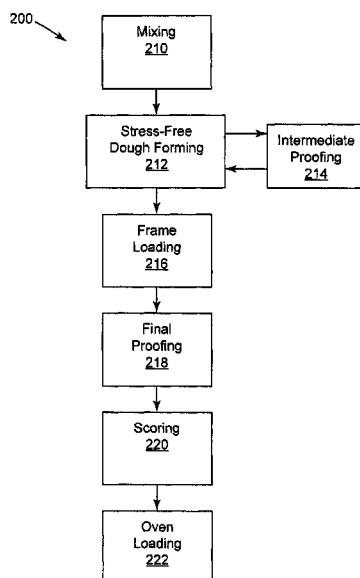 200
Mixing
210
Stress-Free
Dough Forming
212
Intermediate
Proofing
214
Frame
Loading
216
Final
Proofing
218
Scoring
220
Oven
Loading
222